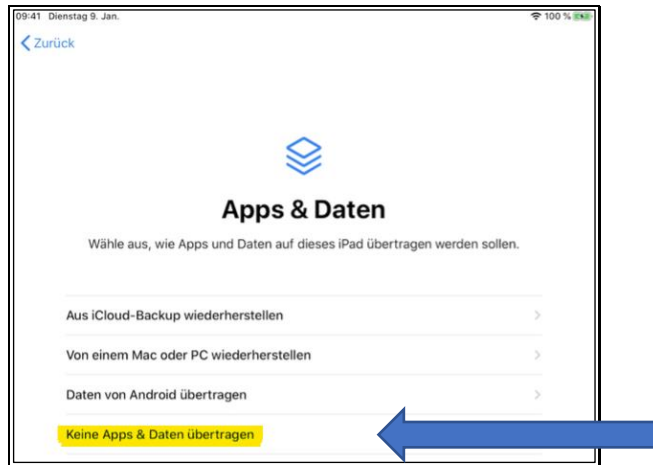 09:41 Dienstag 9. Jan. 100 %
Zurück
Apps & Daten
Wähle aus, wie Apps und Daten auf dieses iPad übertragen werden sollen.
Aus iCloud-Backup wiederherstellen
Von einem Mac oder PC wiederherstellen
Daten von Android übertragen
Keine Apps & Daten übertragen